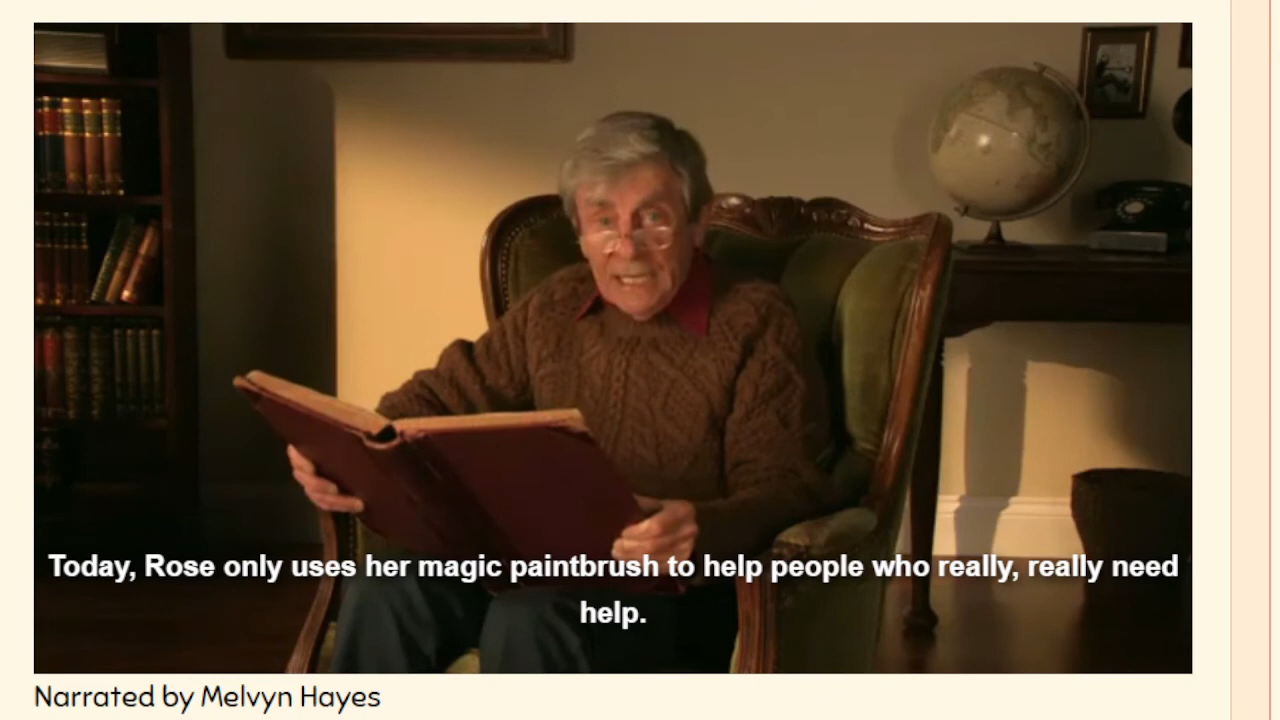 Today, Rose only uses her magic paintbrush to help people who really, really need
help.
Narrated by Melvyn Hayes